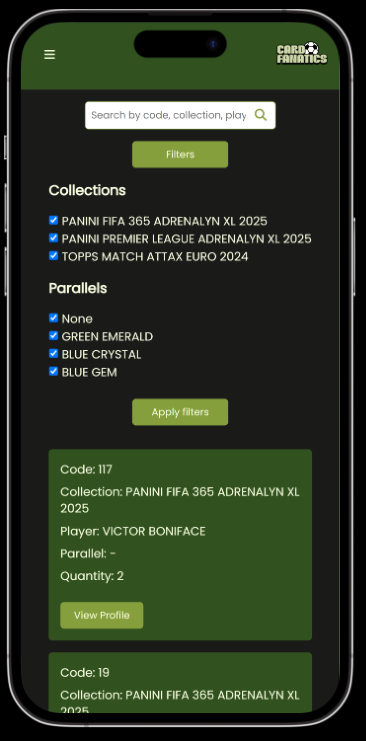 CARD
FANATICS
Search by code, collection, play
Filters
Collections
PANINI FIFA 365 ADRENALYN XL 2025
PANINI PREMIER LEAGUE ADRENALYN XL 2025
TOPPS MATCH ATTAX EURO 2024
Parallels
None
GREEN EMERALD
BLUE CRYSTAL
BLUE GEM
Apply filters
Code: 117
Collection: PANINI FIFA 365 ADRENALYN XL
2025
Player: VICTOR BONIFACE
Parallel: -
Quantity: 2
View Profile
Code: 19
Collection: PANINI FIFA 365 ADRENALYN XL
2025